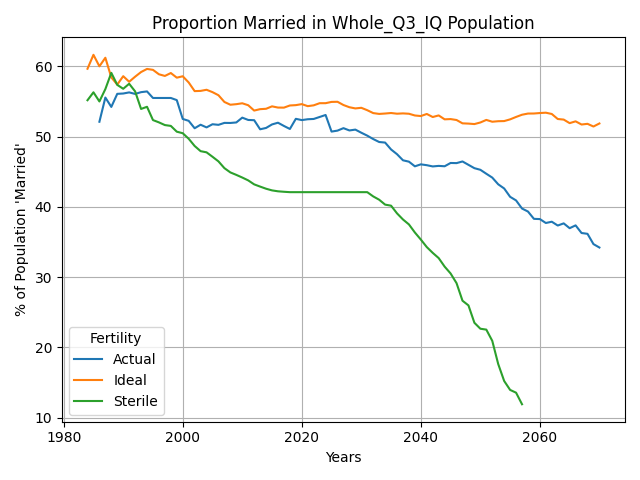 Proportion Married in Whole_Q3_IQ Population
% of Population 'Married'
60
50
40
30
20
10
Fertility
Actual
Ideal
Sterile
1980 2000 2020 2040 2060
Years